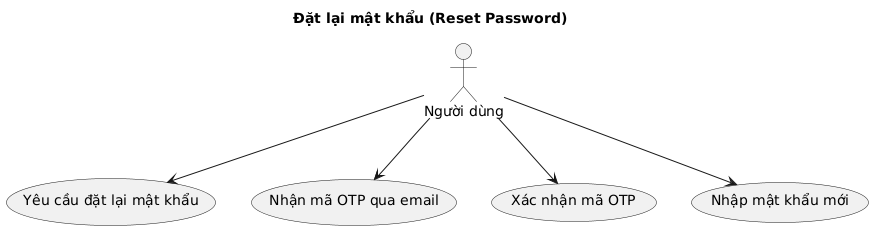 Đặt lại mật khẩu (Reset Password)
Người dùng
Yêu cầu đặt lại mật khẩu
Nhận mã OTP qua email
Xác nhận mã OTP
Nhập mật khẩu mới